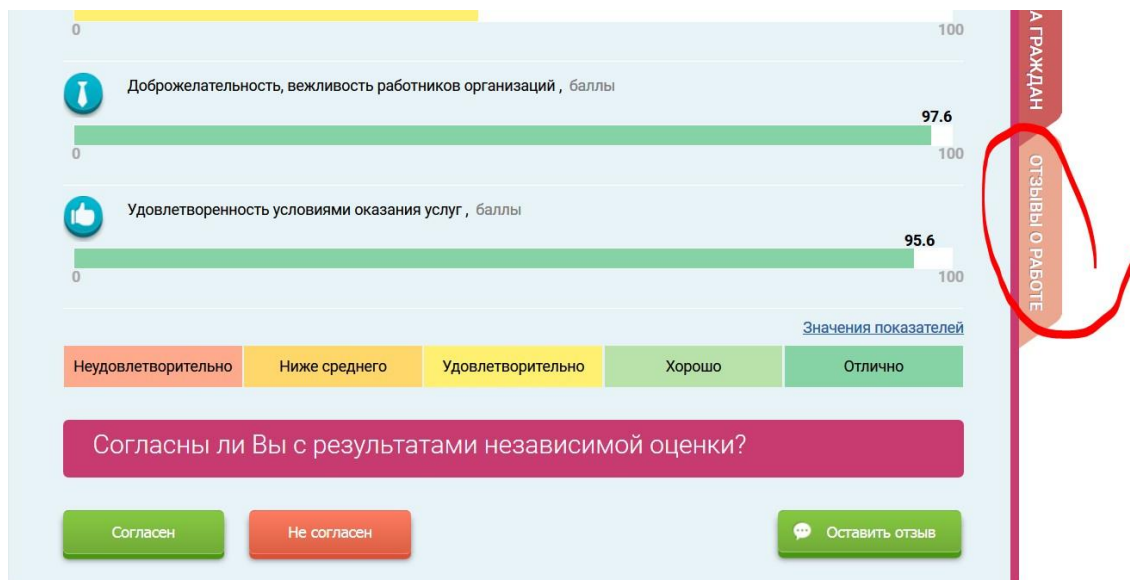 0
100
А ГРАЖДАН
Доброжелательность, вежливость работников организаций , баллы
97.6
0
100
ОТЗЫВЫ О РАБОТЕ
Удовлетворенность условиями оказания услуг , баллы
95.6
0
100
Значения показателей
Неудовлетворительно
Ниже среднего
Удовлетворительно
Хорошо
Отлично
Согласны ли Вы с результатами независимой оценки?
Согласен
Не согласен
Оставить отзыв